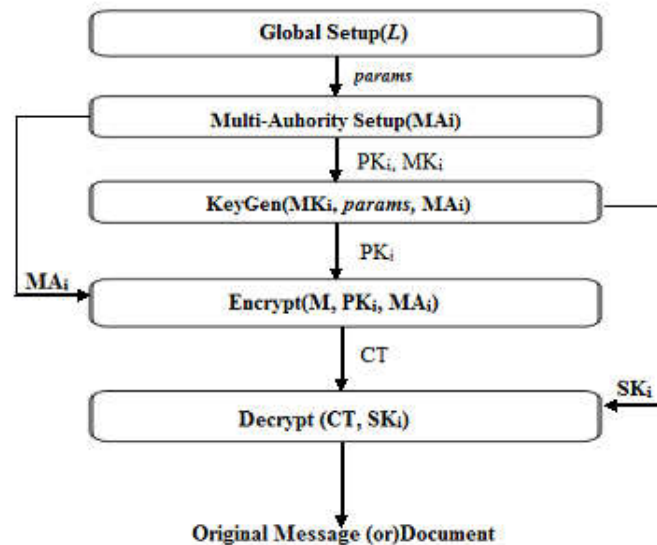 Global Setup(L)
params
Multi-Auhority Setup(MAi)
PKi, MKi
KeyGen(MKi, params, MAi)
PKi
MAi
Encrypt(M, PKi, MAi)
CT
SKi
Decrypt (CT, SKi)
Original Message (or)Document